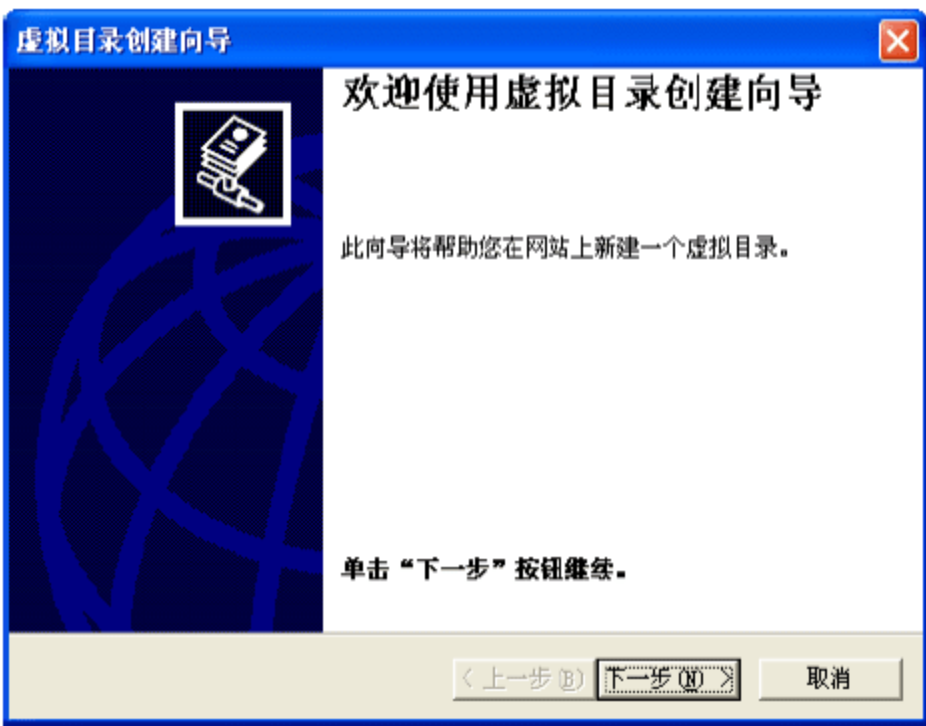 虚拟目录创建向导
欢迎使用虚拟目录创建向导
此向导将帮助您在网站上新建一个虚拟目录。
单击“下一步”按钮继续。
< 上一步(B) 下一步(N) > 取消